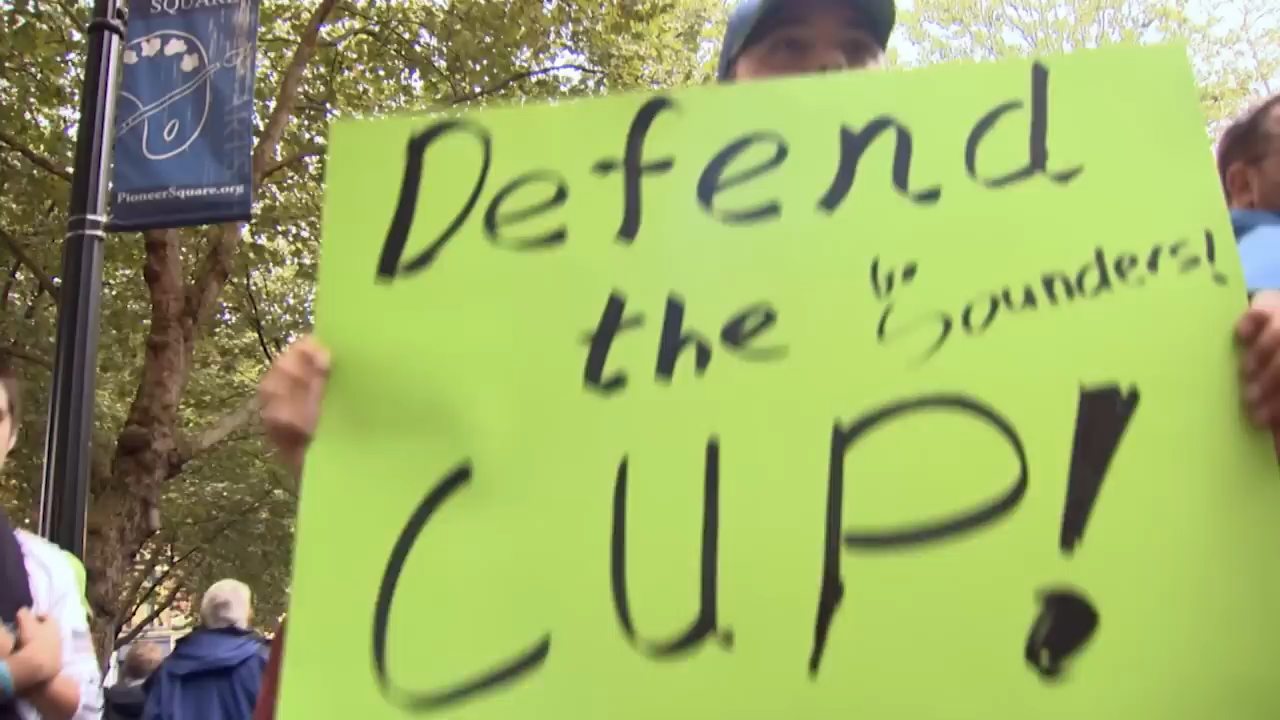 SQUARE
PioneerSquare.org
Defend
the
go Sounders!
CUP!